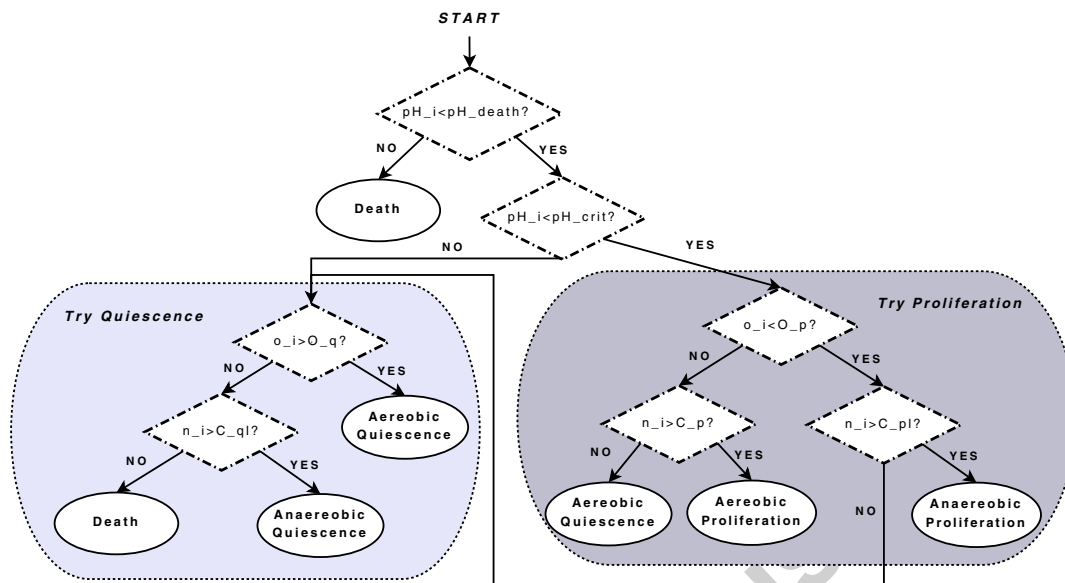 START
pH_i<pH_death?
NO
YES
Death
pH_i<pH_crit?
NO
YES
Try Quiescence
o_i>O_q?
NO
YES
n_i>C_ql?
Aereobic
Quiescence
NO
YES
Death
Anaereobic
Quiescence
Try Proliferation
o_i<O_p?
NO
YES
n_i>C_p?
n_i>C_pl?
NO
YES
NO
YES
Aereobic
Quiescence
Aereobic
Proliferation
Anaereobic
Proliferation